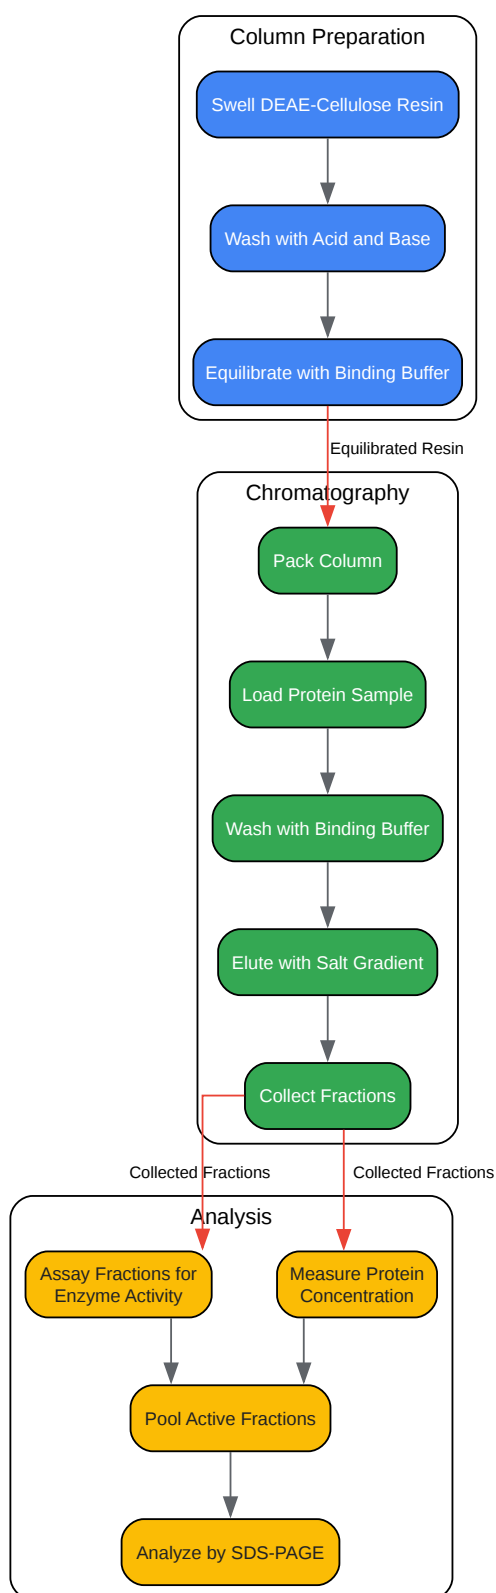 Column Preparation
Swell DEAE-Cellulose Resin
Wash with Acid and Base
Equilibrate with Binding Buffer
Equilibrated Resin
Chromatography
Pack Column
Load Protein Sample
Wash with Binding Buffer
Elute with Salt Gradient
Collect Fractions
Collected Fractions
Collected Fractions
Analysis
Assay Fractions for
Enzyme Activity
Measure Protein
Concentration
Pool Active Fractions
Analyze by SDS-PAGE